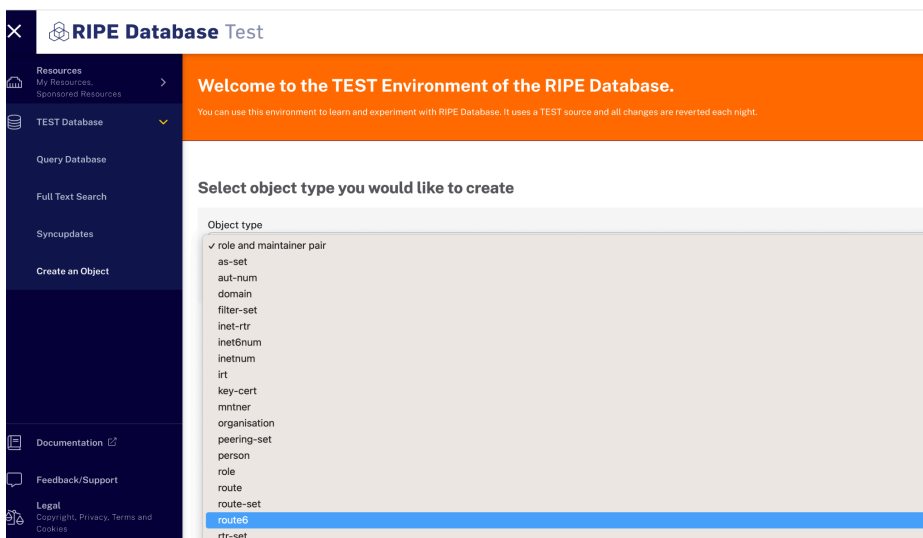 RIPE Database Test
Resources
My Resources,
Sponsored Resources
TEST Database
Query Database
Full Text Search
Syncupdates
Create an Object
Documentation
Feedback/Support
Legal
Copyright, Privacy, Terms and
Cookies
Welcome to the TEST Environment of the RIPE Database.
You can use this environment to learn and experiment with RIPE Database. It uses a TEST source and all changes are reverted each night.
Select object type you would like to create
Object type
✓ role and maintainer pair
as-set
aut-num
domain
filter-set
inet-rtr
inet6num
inetnum
irt
key-cert
mntner
organisation
peering-set
person
role
route
route-set
route6
rtr-set